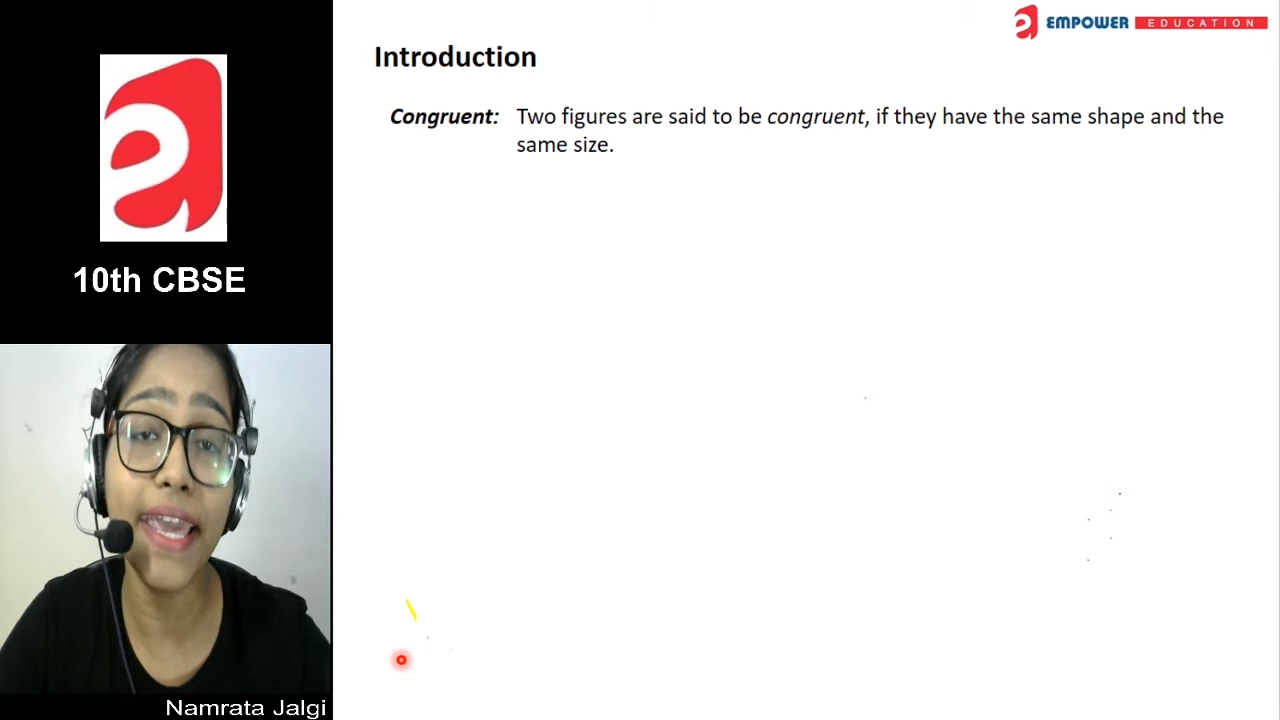 EMPOWER EDUCATION
Introduction
Congruent: Two figures are said to be congruent, if they have the same shape and the
same size.
10th CBSE
Namrata Jalgi